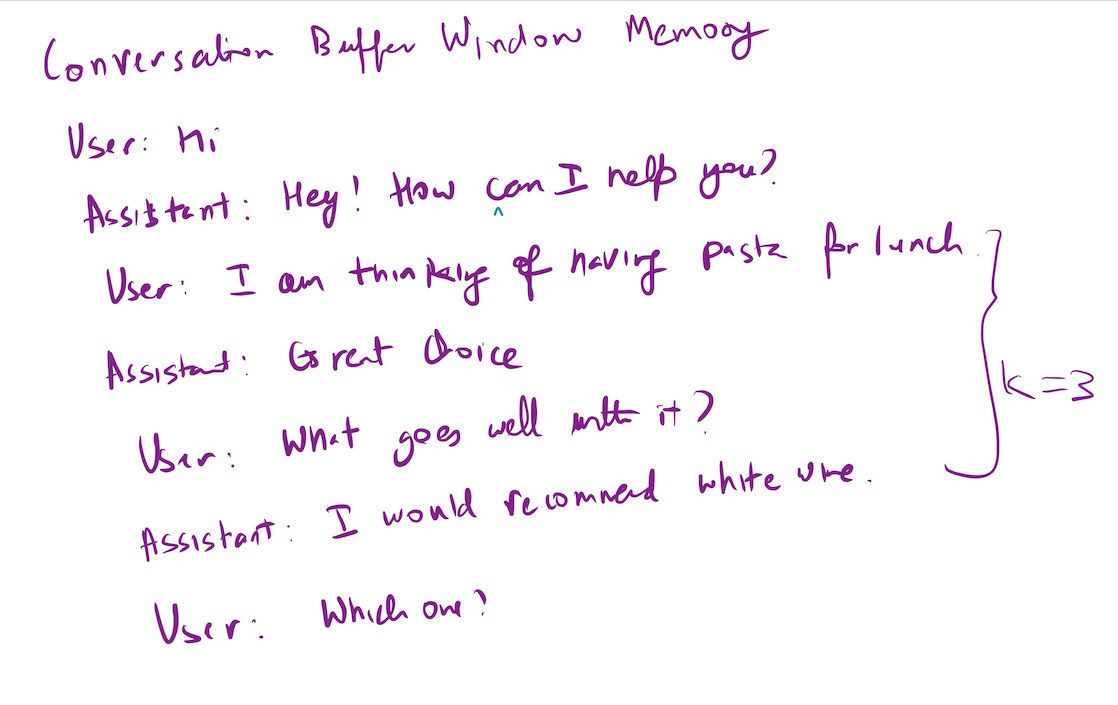 Conversation Buffer Window Memory
User: Hi
Assistant: Hey! How can I help you?
User: I am thinking of having pasta for lunch.
Assistant: Great Choice
User: What goes well with it?
Assistant: I would recommend white wine.
User: Which one?
K=3